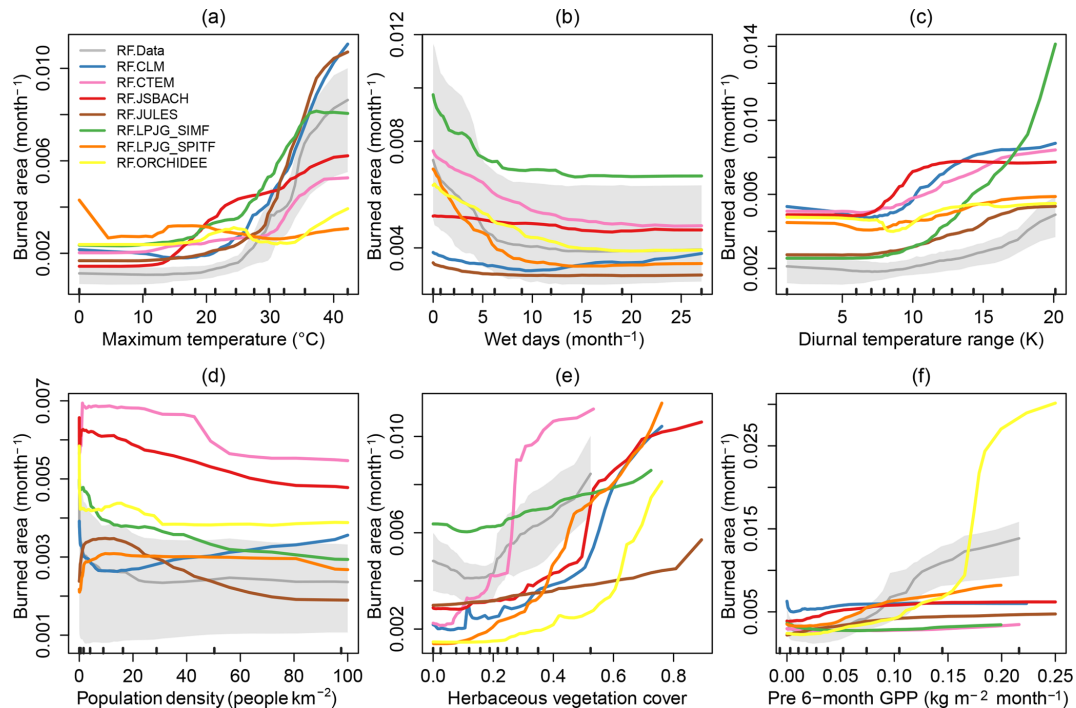 (a)
Burned area (month⁻¹)
0.002 0.006 0.010
RF.Data
RF.CLM
RF.CTEM
RF.JSBACH
RF.JULES
RF.LPJG_SIMF
RF.LPJG_SPITF
RF.ORCHIDEE
0 10 20 30 40
Maximum temperature (°C)
(b)
Burned area (month⁻¹)
0.004 0.008 0.012
0 5 10 15 20 25
Wet days (month⁻¹)
(c)
Burned area (month⁻¹)
0.002 0.006 0.010 0.014
5 10 15 20
Diurnal temperature range (K)
(d)
Burned area (month⁻¹)
0.001 0.003 0.005 0.007
0 20 40 60 80 100
Population density (people km⁻²)
(e)
Burned area (month⁻¹)
0.002 0.006 0.010
0.0 0.2 0.4 0.6 0.8
Herbaceous vegetation cover
(f)
Burned area (month⁻¹)
0.005 0.015 0.025
0.00 0.05 0.10 0.15 0.20 0.25
Pre 6−month GPP (kg m⁻² month⁻¹)